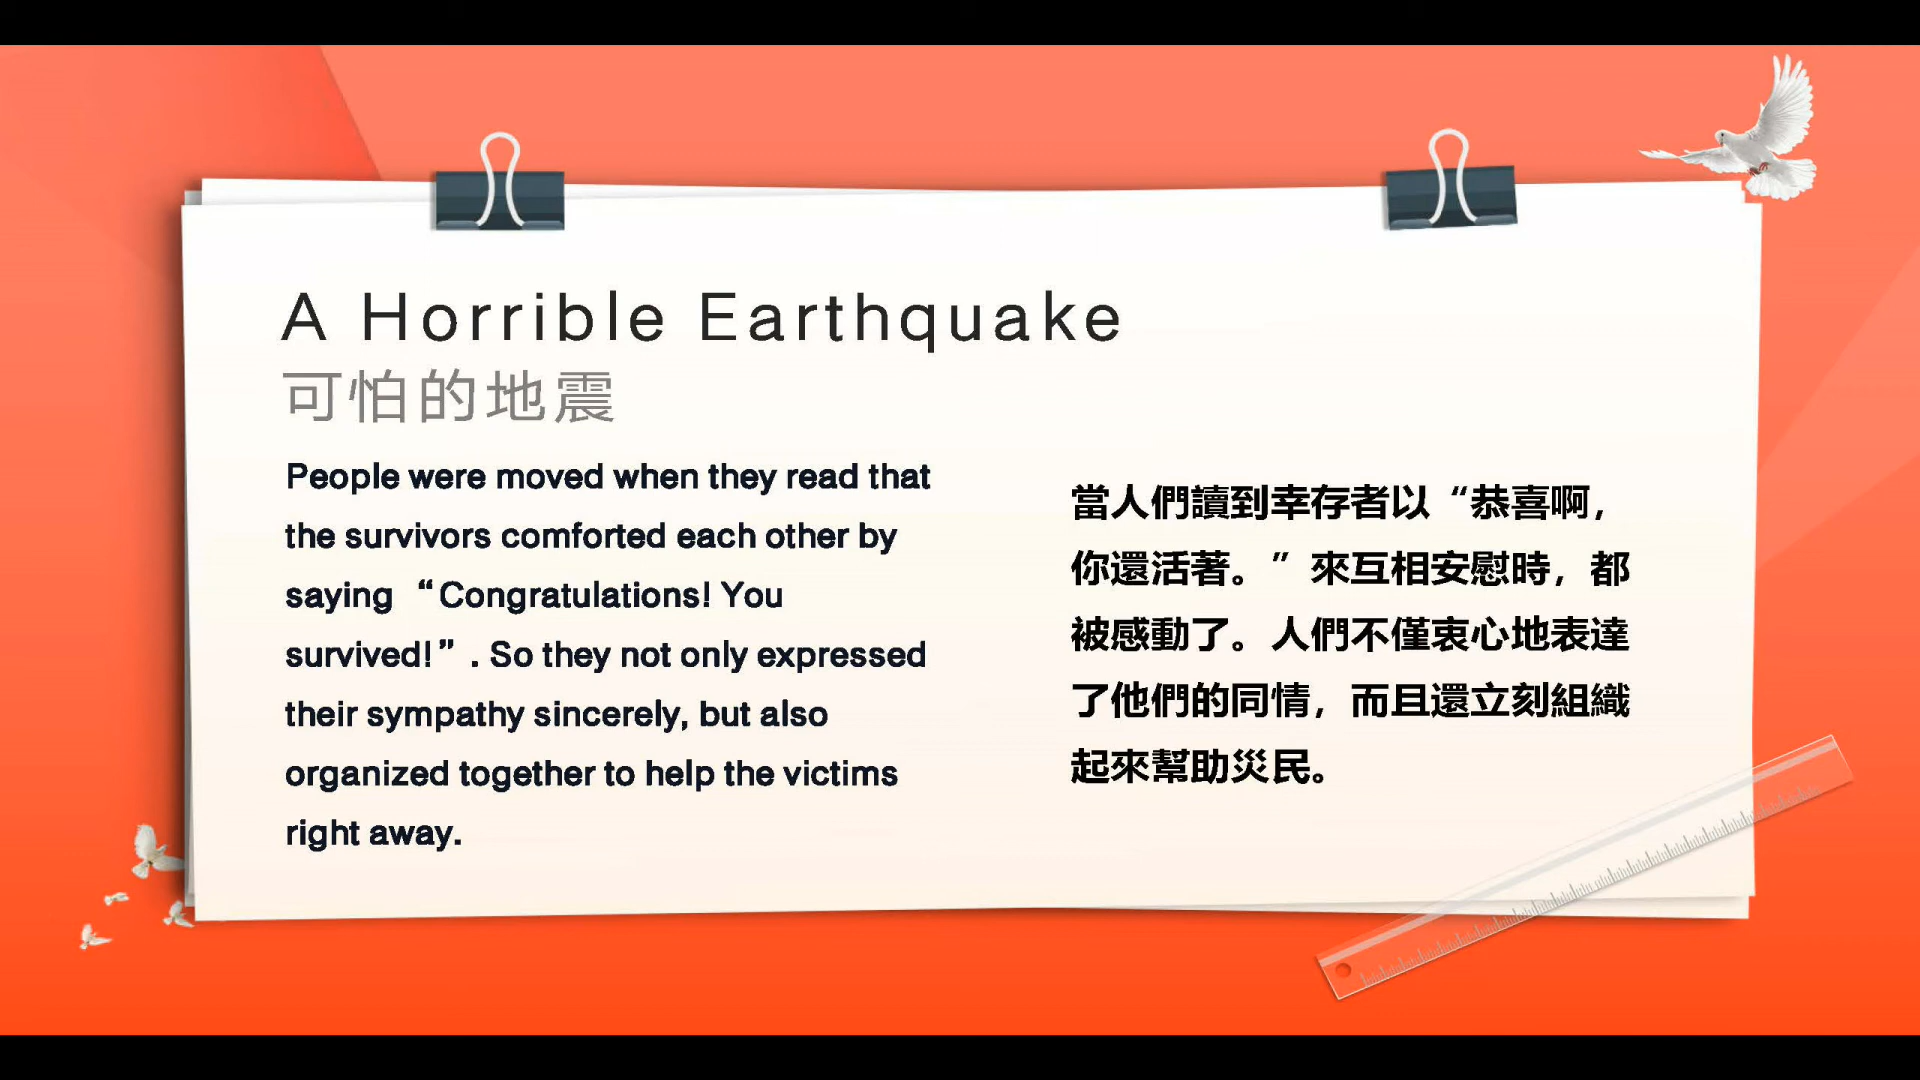 A Horrible Earthquake
可怕的地震
People were moved when they read that
the survivors comforted each other by
saying “Congratulations! You
survived!”. So they not only expressed
their sympathy sincerely, but also
organized together to help the victims
right away.
當人們讀到幸存者以“恭喜啊，
你還活著。”來互相安慰時，都
被感動了。人們不僅衷心地表達
了他們的同情，而且還立刻組織
起來幫助災民。